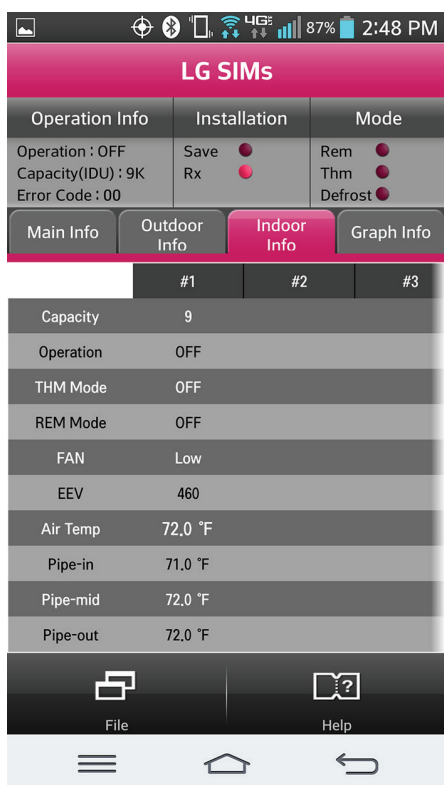 4G 87% 2:48 PM
LG SIMs
Operation Info Installation Mode
Operation : OFF Save Rem
Capacity(IDU) : 9K Rx Thm
Error Code : 00 Defrost
Main Info Outdoor Info Indoor Info Graph Info
#1 #2 #3
Capacity 9
Operation OFF
THM Mode OFF
REM Mode OFF
FAN Low
EEV 460
Air Temp 72.0 °F
Pipe-in 71.0 °F
Pipe-mid 72.0 °F
Pipe-out 72.0 °F
?
File Help